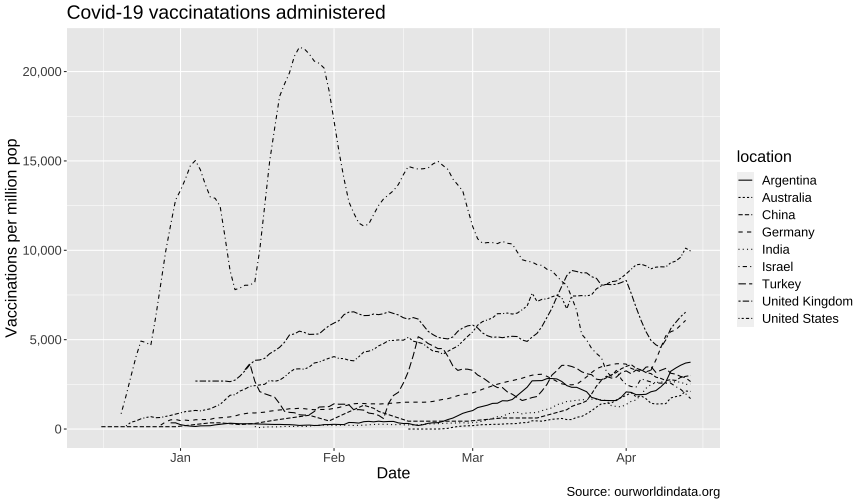 Covid-19 vaccinatations administered
Vaccinations per million pop
20,000
15,000
10,000
5,000
0
Jan
Feb
Mar
Apr
Date
location
Argentina
Australia
China
Germany
India
Israel
Turkey
United Kingdom
United States
Source: ourworldindata.org